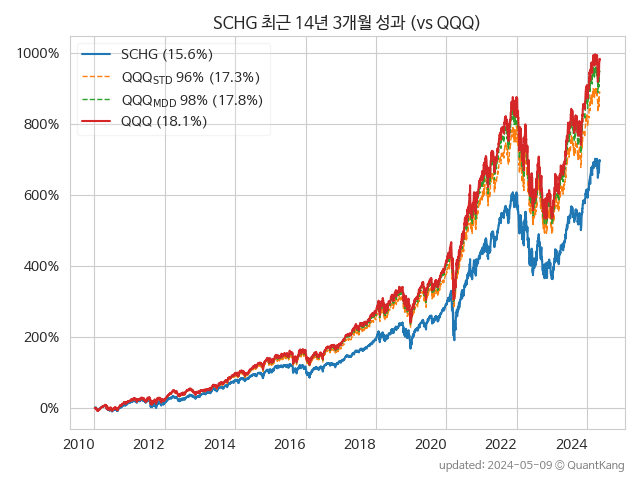 SCHG 최근 14년 3개월 성과 (vs QQQ)
SCHG (15.6%)
QQQSTD 96% (17.3%)
QQQMDD 98% (17.8%)
QQQ (18.1%)
1000%
800%
600%
400%
200%
0%
2010 2012 2014 2016 2018 2020 2022 2024
updated: 2024-05-09 © QuantKang